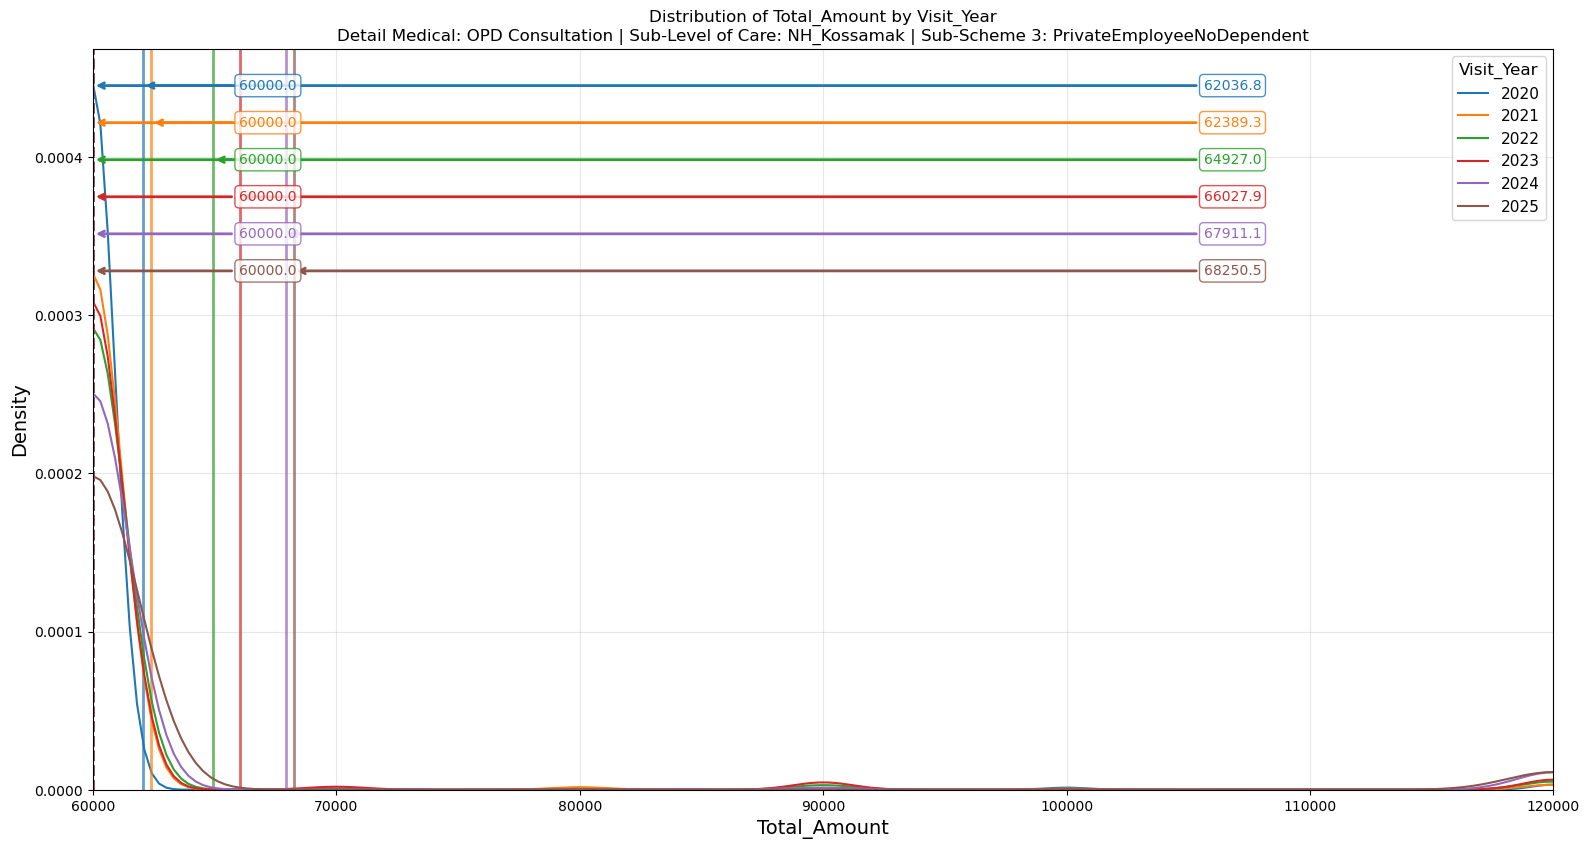 Distribution of Total_Amount by Visit_Year
Detail Medical: OPD Consultation | Sub-Level of Care: NH_Kossamak | Sub-Scheme 3: PrivateEmployeeNoDependent
Visit_Year
2020
2021
2022
2023
2024
2025
60000.0 62036.8
60000.0 62389.3
60000.0 64927.0
60000.0 66027.9
60000.0 67911.1
60000.0 68250.5
Density
0.0004
0.0003
0.0002
0.0001
0.0000
60000 70000 80000 90000 100000 110000 120000
Total_Amount